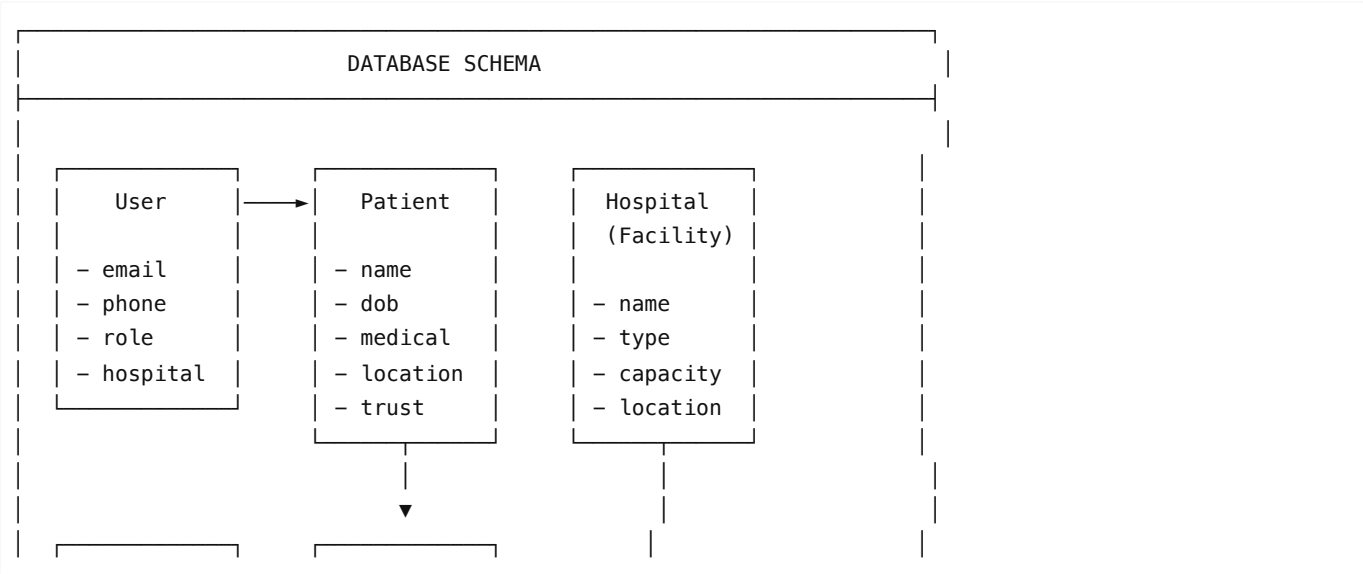 DATABASE SCHEMA
User Patient Hospital
(Facility)
– email – name
– phone – dob – name
– role – medical – type
– hospital – location – capacity
– trust – location